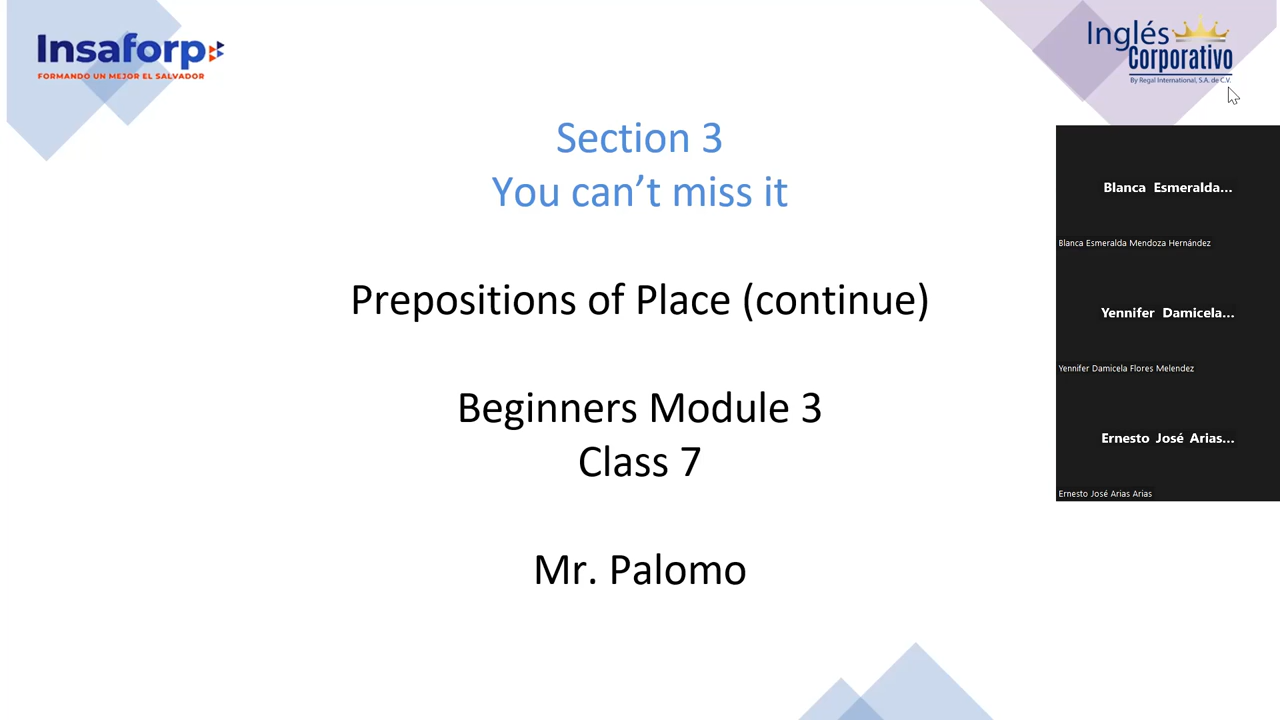 Insaforp
FORMANDO UN MEJOR EL SALVADOR
Inglés
Corporativo
By Regal International, S.A. de C.V.
Section 3
You can't miss it
Prepositions of Place (continue)
Beginners Module 3
Class 7
Mr. Palomo
Blanca Esmeralda...
Blanca Esmeralda Mendoza Hernández
Yennifer Damicela...
Yennifer Damicela Flores Melendez
Ernesto José Arias...
Ernesto José Arias Arias